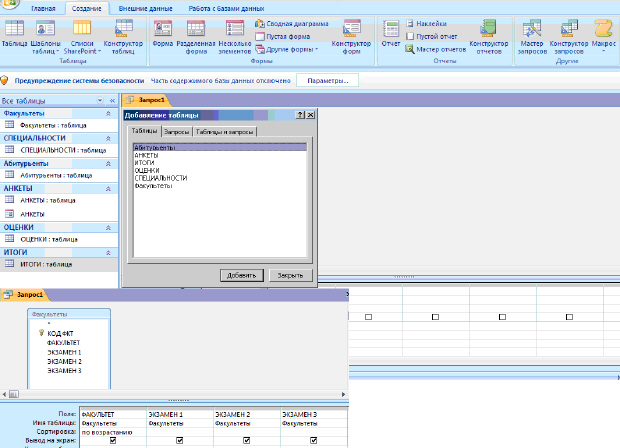 Главная Создание Внешние данные Работа с базами данных
Таблица Шаблоны таблиц Списки SharePoint Конструктор таблиц
Таблицы
Форма Разделенная форма Несколько элементов
Сводная диаграмма
Пустая форма
Другие формы
Конструктор форм
Формы
Отчет
Наклейки
Пустой отчет
Мастер отчетов
Конструктор отчетов
Отчеты
Мастер запросов Конструктор запросов Макрос
Другие
Предупреждение системы безопасности Часть содержимого базы данных отключено Параметры...
Все таблицы
Факультеты
Факультеты : таблица
СПЕЦИАЛЬНОСТИ
СПЕЦИАЛЬНОСТИ : таблица
Абитурьенты
Абитурьенты : таблица
АНКЕТЫ
АНКЕТЫ : таблица
АНКЕТЫ
ОЦЕНКИ
ОЦЕНКИ : таблица
ИТОГИ
ИТОГИ : таблица
Запрос1
Добавление таблицы
Таблицы Запросы Таблицы и запросы
Абитурьенты
АНКЕТЫ
ИТОГИ
ОЦЕНКИ
СПЕЦИАЛЬНОСТИ
Факультеты
Добавить Закрыть
Запрос1
Факультеты
*
КОД ФКТ
ФАКУЛЬТЕТ
ЭКЗАМЕН 1
ЭКЗАМЕН 2
ЭКЗАМЕН 3
Поле: ФАКУЛЬТЕТ ЭКЗАМЕН 1 ЭКЗАМЕН 2 ЭКЗАМЕН 3
Имя таблицы: Факультеты Факультеты Факультеты Факультеты
Сортировка: по возрастанию
Вывод на экран: